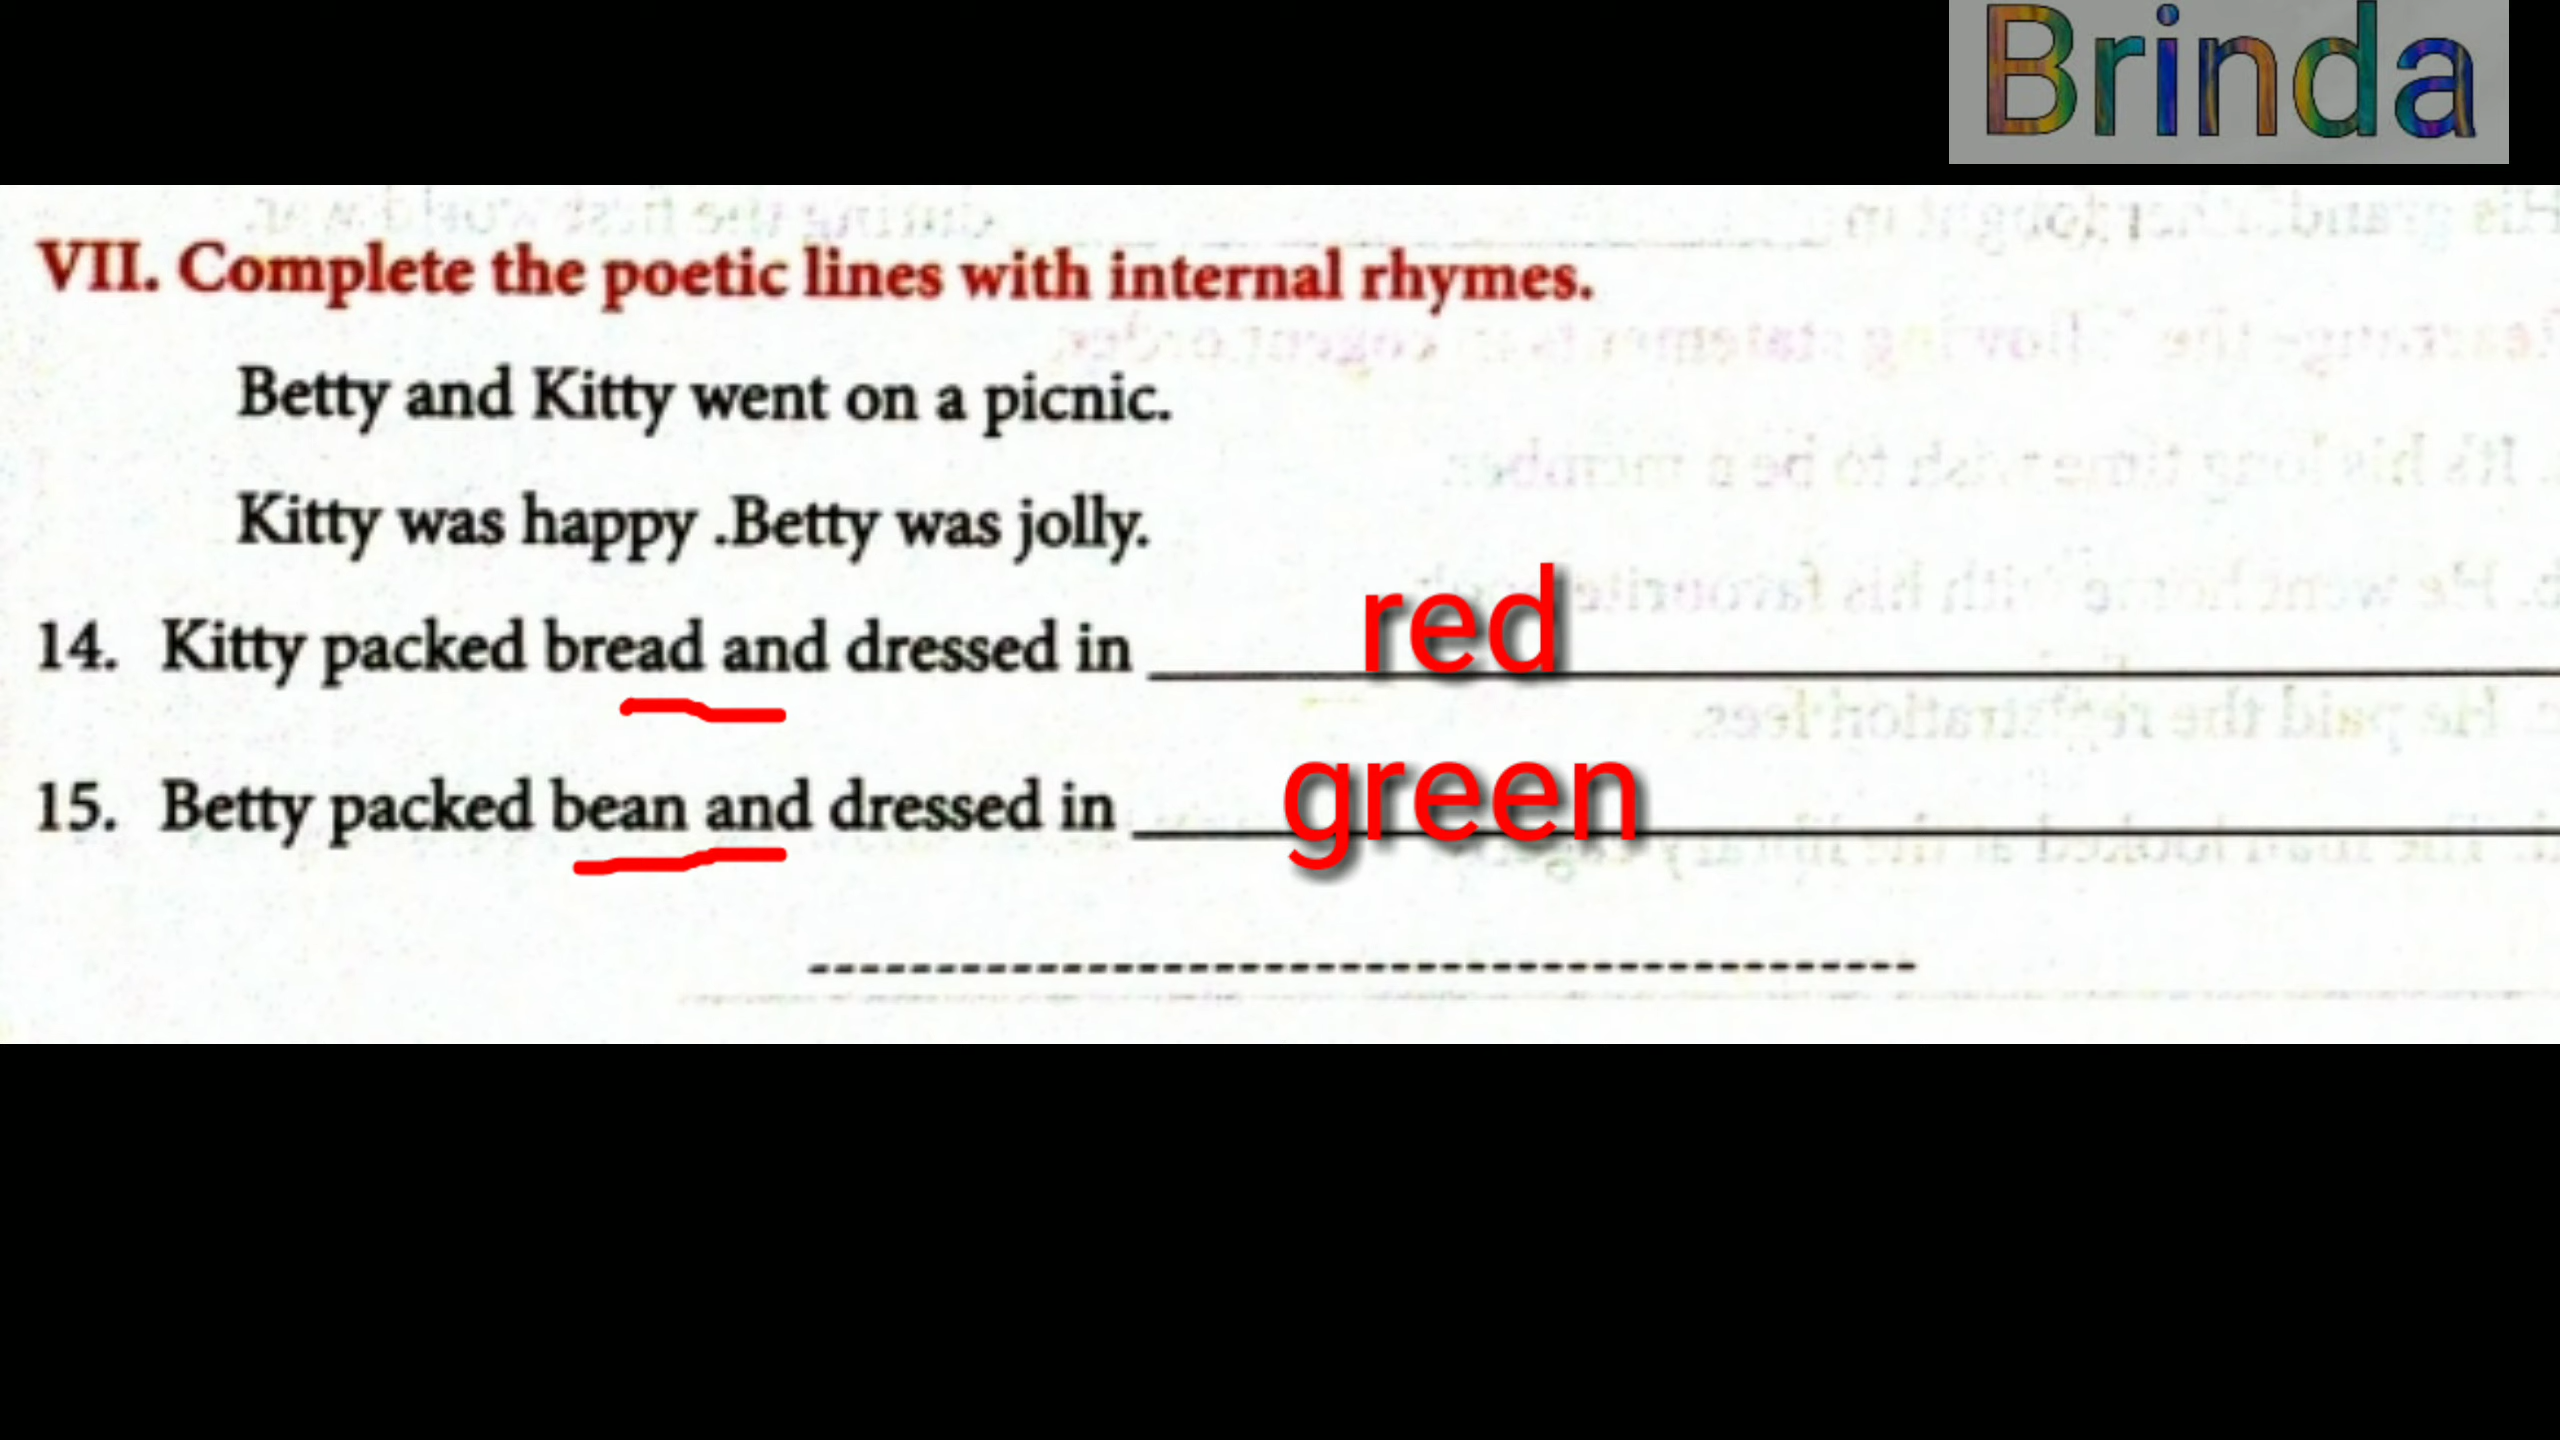 Brinda
VII. Complete the poetic lines with internal rhymes.
Betty and Kitty went on a picnic.
Kitty was happy .Betty was jolly.
14. Kitty packed bread and dressed in red
15. Betty packed bean and dressed in green